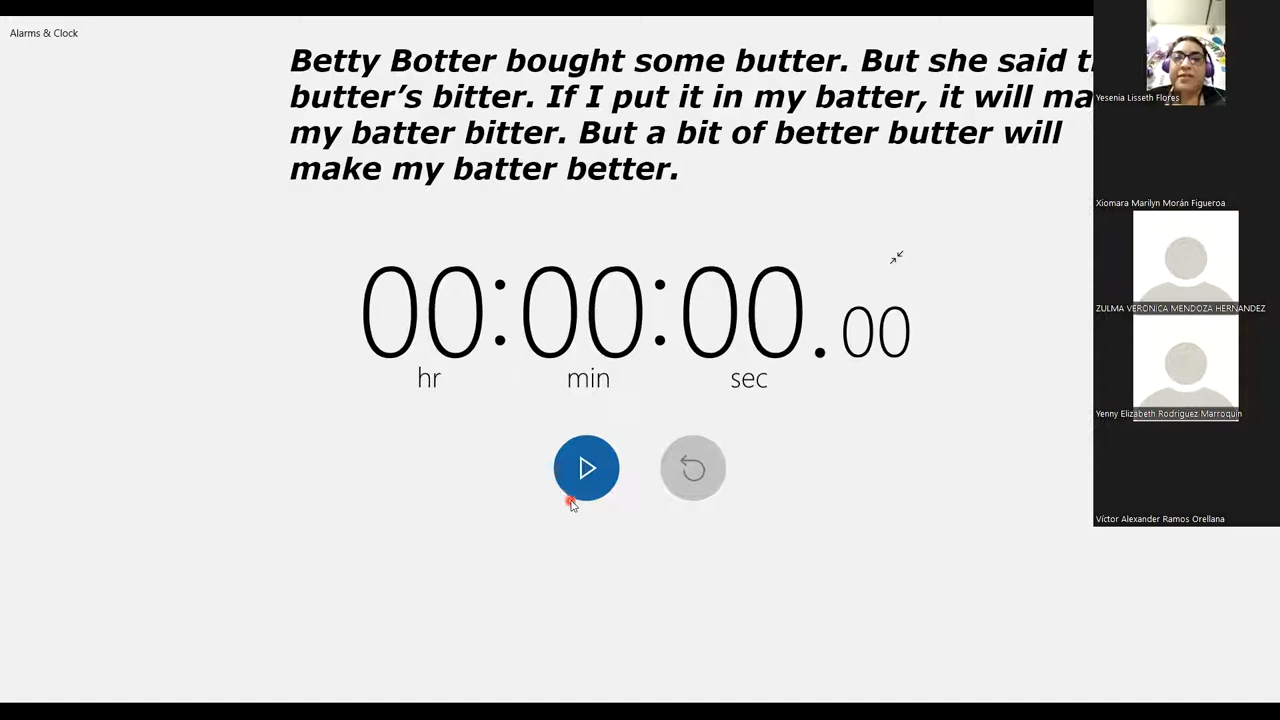 Alarms & Clock
Betty Botter bought some butter. But she said
butter’s bitter. If I put it in my batter, it will
my batter bitter. But a bit of better butter will
make my batter better.
00:00:00.00
hr min sec
Yesenia Lisseth Flores
Xiomara Marilyn Morán Figueroa
ZULMA VERONICA MENDOZA HERNANDEZ
Yenny Elizabeth Rodriguez Marroquin
Víctor Alexander Ramos Orellana